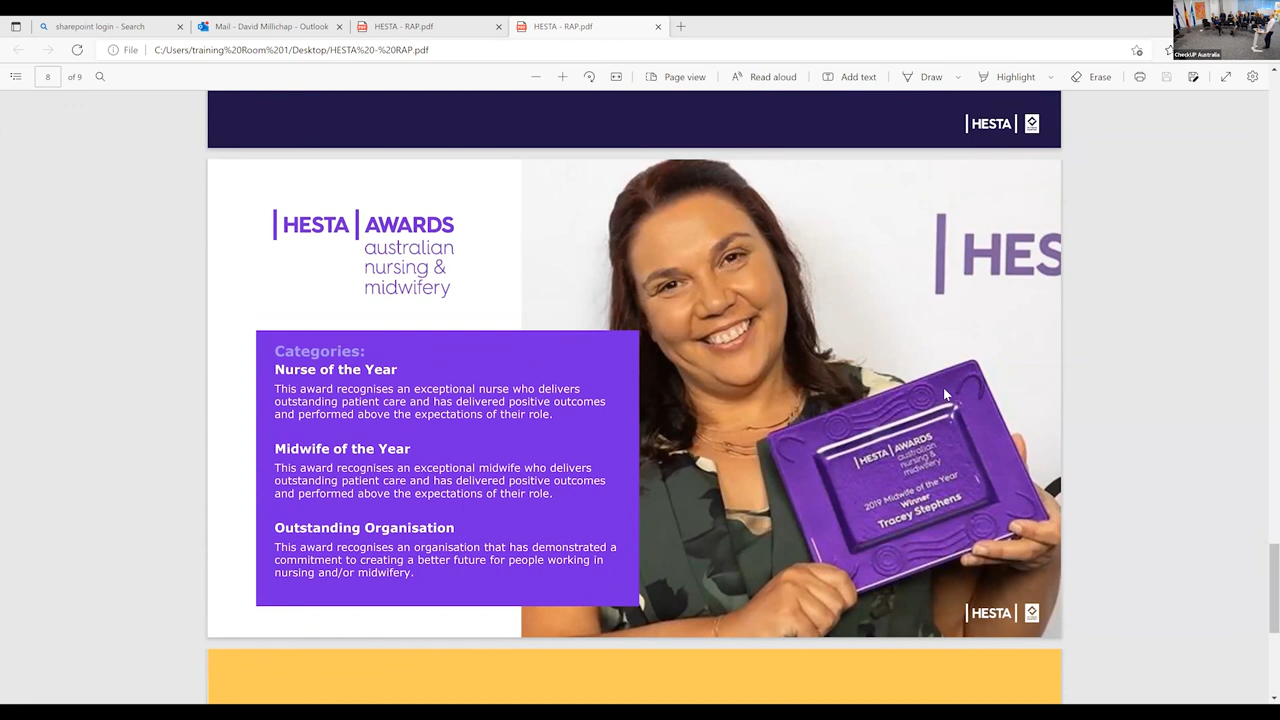 sharepoint login - Search
Mail - David Millichap - Outlook
HESTA - RAP.pdf
HESTA - RAP.pdf
File
C:/Users/training%20Room%201/Desktop/HESTA%20-%20RAP.pdf
CheckUP Australia
8 of 9
Page view
Read aloud
Add text
Draw
Highlight
Erase
HESTA
HESTA AWARDS
australian
nursing &
midwifery
HES
Categories:
Nurse of the Year
This award recognises an exceptional nurse who delivers
outstanding patient care and has delivered positive outcomes
and performed above the expectations of their role.
Midwife of the Year
This award recognises an exceptional midwife who delivers
outstanding patient care and has delivered positive outcomes
and performed above the expectations of their role.
Outstanding Organisation
This award recognises an organisation that has demonstrated a
commitment to creating a better future for people working in
nursing and/or midwifery.
HESTA AWARDS
australian
nursing &
midwifery
2019 Midwife of the Year
Winner
Tracey Stephens
HESTA